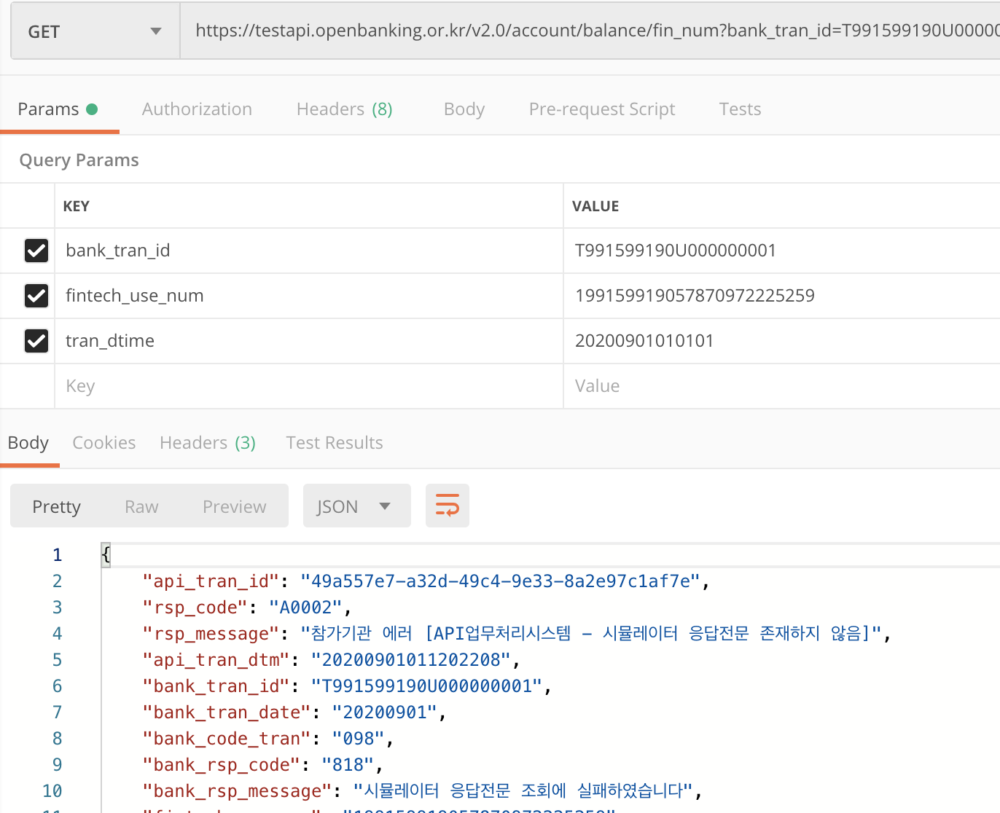 GET https://testapi.openbanking.or.kr/v2.0/account/balance/fin_num?bank_tran_id=T991599190U0000
Params Authorization Headers (8) Body Pre-request Script Tests
Query Params
KEY VALUE
bank_tran_id T991599190U000000001
fintech_use_num 199159919057870972225259
tran_dtime 20200901010101
Key Value
Body Cookies Headers (3) Test Results
Pretty Raw Preview JSON
1 {
2 "api_tran_id": "49a557e7-a32d-49c4-9e33-8a2e97c1af7e",
3 "rsp_code": "A0002",
4 "rsp_message": "참가기관 에러 [API업무처리시스템 - 시뮬레이터 응답전문 존재하지 않음]",
5 "api_tran_dtm": "20200901011202208",
6 "bank_tran_id": "T991599190U000000001",
7 "bank_tran_date": "20200901",
8 "bank_code_tran": "098",
9 "bank_rsp_code": "818",
10 "bank_rsp_message": "시뮬레이터 응답전문 조회에 실패하였습니다",